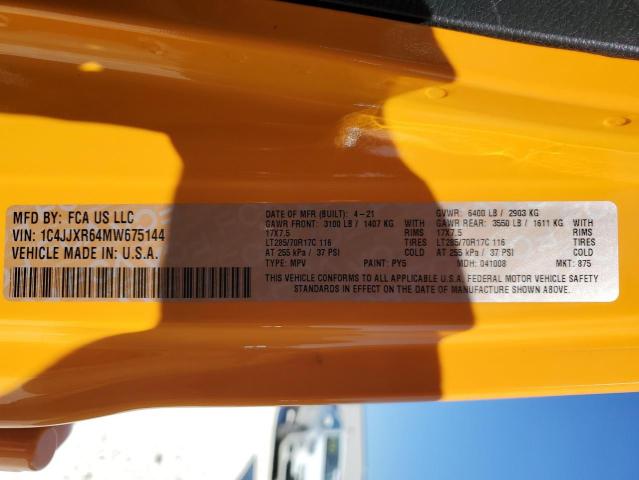 MFD BY: FCA US LLC
VIN: 1C4JJXR64MW675144
VEHICLE MADE IN: U.S.A.
DATE OF MFR (BUILT): 4-21 GVWR: 6400 LB / 2903 KG
GAWR FRONT: 3100 LB / 1407 KG GAWR REAR: 3550 LB / 1611 KG
17X7.5 RIMS 17X7.5 RIMS
LT285/70R17C 116 TIRES LT285/70R17C 116 TIRES
AT 255 kPa / 37 PSI COLD AT 255 kPa / 37 PSI COLD
TYPE: MPV PAINT: PY5 MDH: 041008 MKT: 875
THIS VEHICLE CONFORMS TO ALL APPLICABLE U.S.A. FEDERAL MOTOR VEHICLE SAFETY
STANDARDS IN EFFECT ON THE DATE OF MANUFACTURE SHOWN ABOVE.